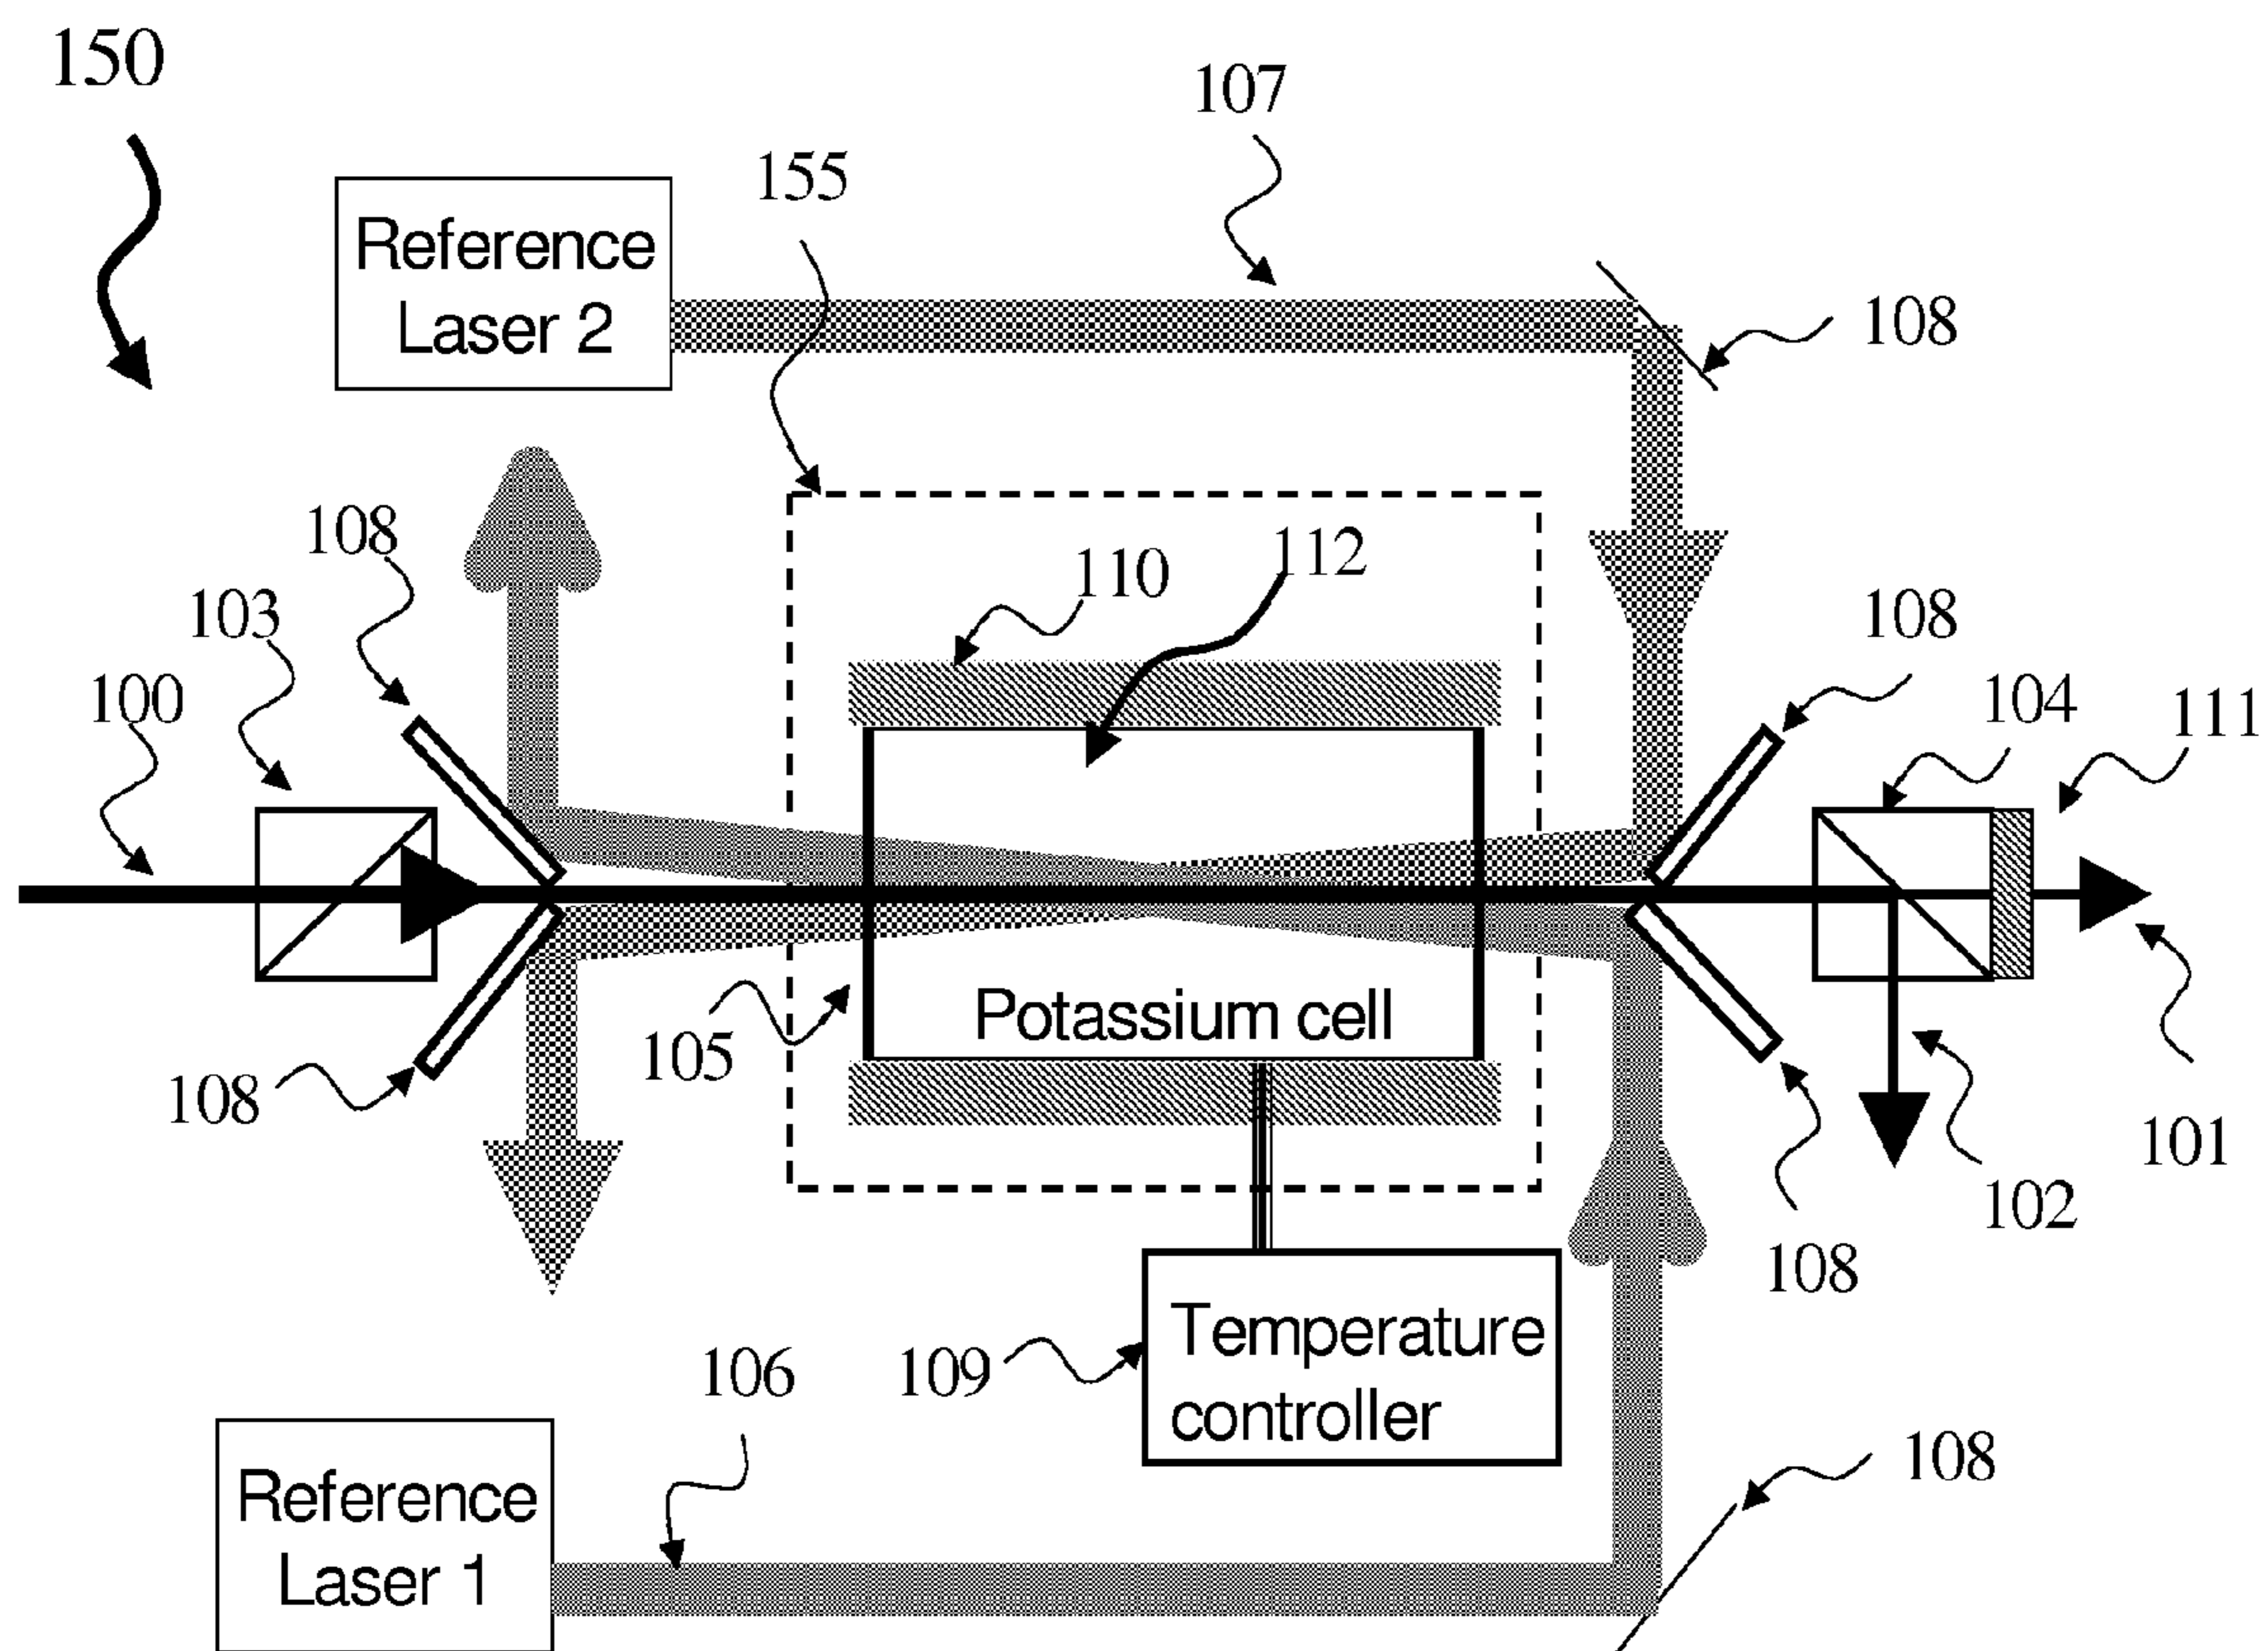 150
107
155
Reference
Laser 2
108
108
112
110
103
108
100
104
111
105
Potassium cell
108
101
102
108
106
109
Temperature
controller
108
Reference
Laser 1